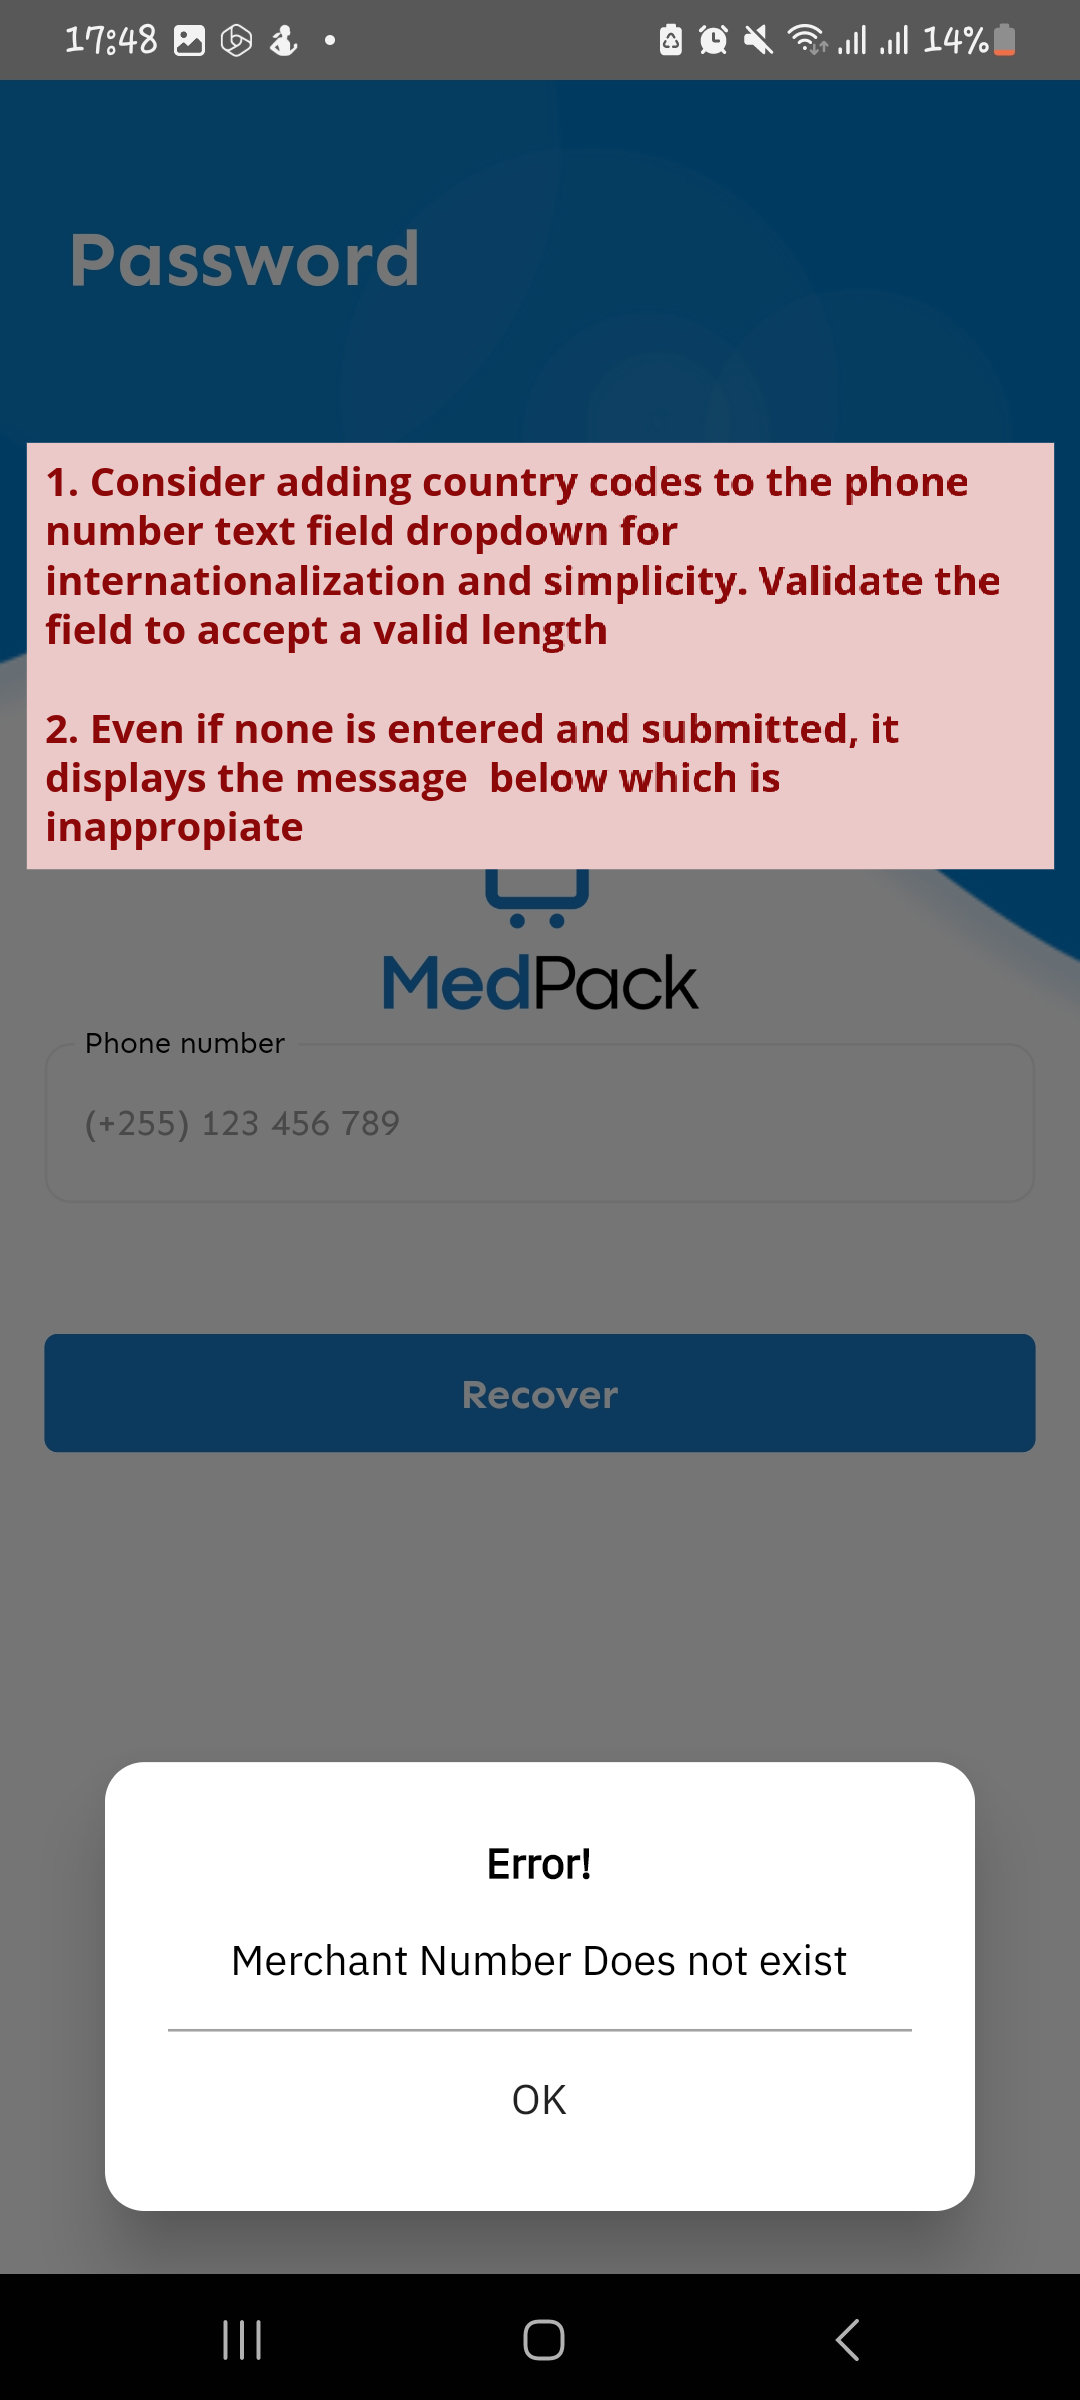 17:48 14%
Password
1. Consider adding country codes to the phone
number text field dropdown for
internationalization and simplicity. Validate the
field to accept a valid length
2. Even if none is entered and submitted, it
displays the message  below which is
inappropiate
MedPack
Phone number
(+255) 123 456 789
Recover
Error!
Merchant Number Does not exist
OK